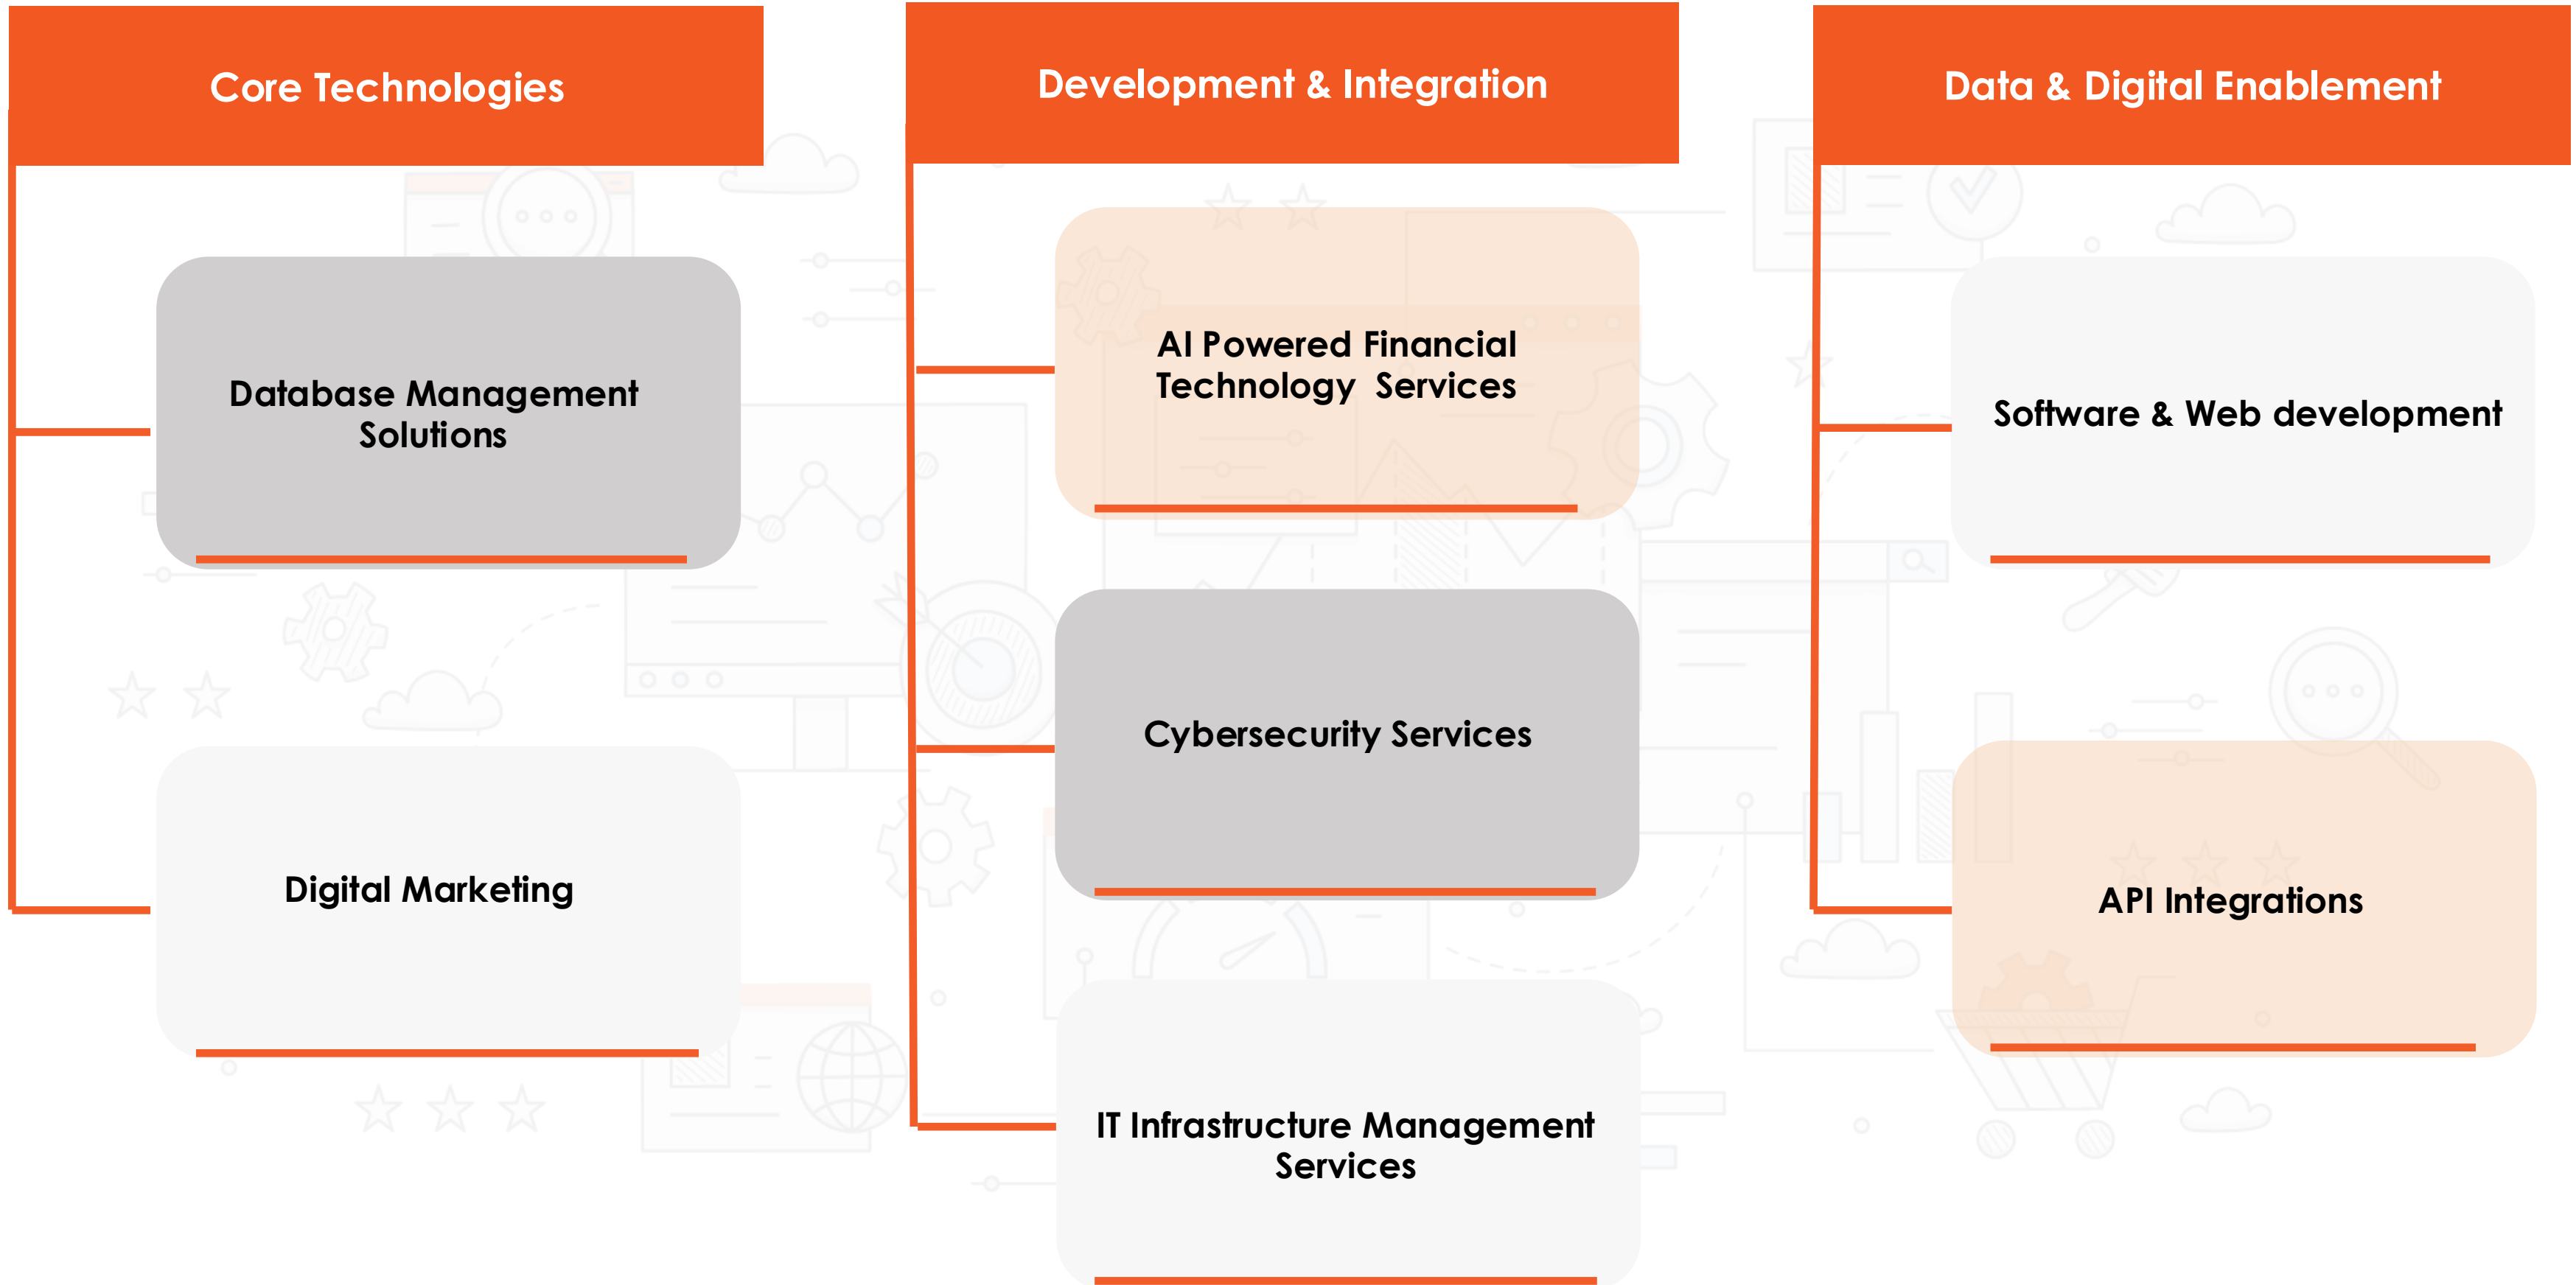 Core Technologies
Database Management
Solutions
Digital Marketing
Development & Integration
AI Powered Financial
Technology  Services
Cybersecurity Services
IT Infrastructure Management
Services
Data & Digital Enablement
Software & Web development
API Integrations